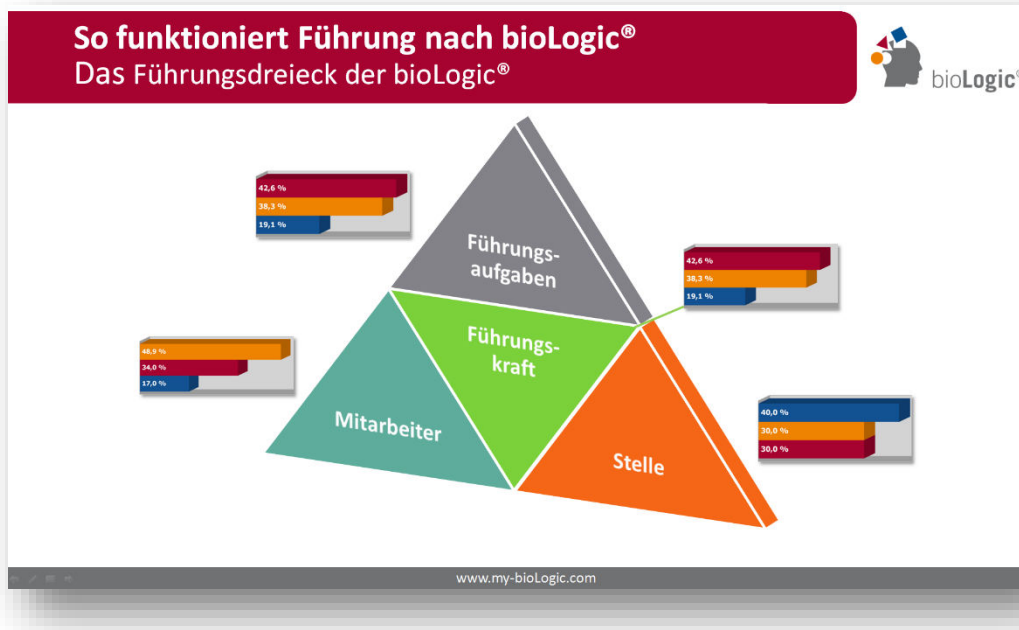 So funktioniert Führung nach bioLogic®
Das Führungsdreieck der bioLogic®
bioLogic®
42,6 %
38,3 %
19,1 %
Führungs-
aufgaben
42,6 %
38,3 %
19,1 %
Führungs-
kraft
48,9 %
34,0 %
17,0 %
Mitarbeiter
40,0 %
30,0 %
30,0 %
Stelle
www.my-bioLogic.com